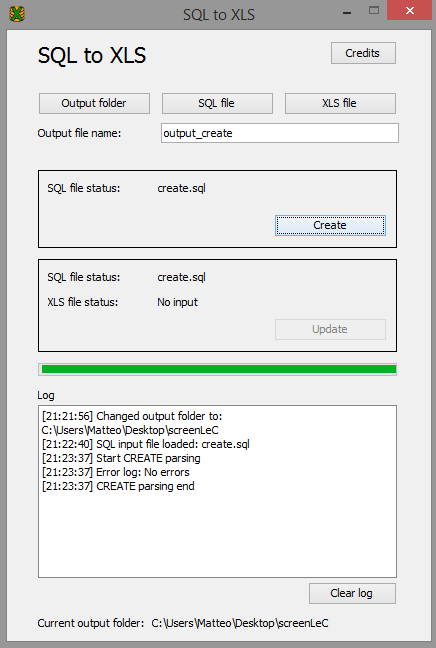 SQL to XLS
SQL to XLS
Credits
Output folder
SQL file
XLS file
Output file name:
output_create
SQL file status:
create.sql
Create
SQL file status:
create.sql
XLS file status:
No input
Update
Log
[21:21:56] Changed output folder to:
C:\Users\Matteo\Desktop\screenLeC
[21:22:40] SQL input file loaded: create.sql
[21:23:37] Start CREATE parsing
[21:23:37] Error log: No errors
[21:23:37] CREATE parsing end
Clear log
Current output folder: C:\Users\Matteo\Desktop\screenLeC